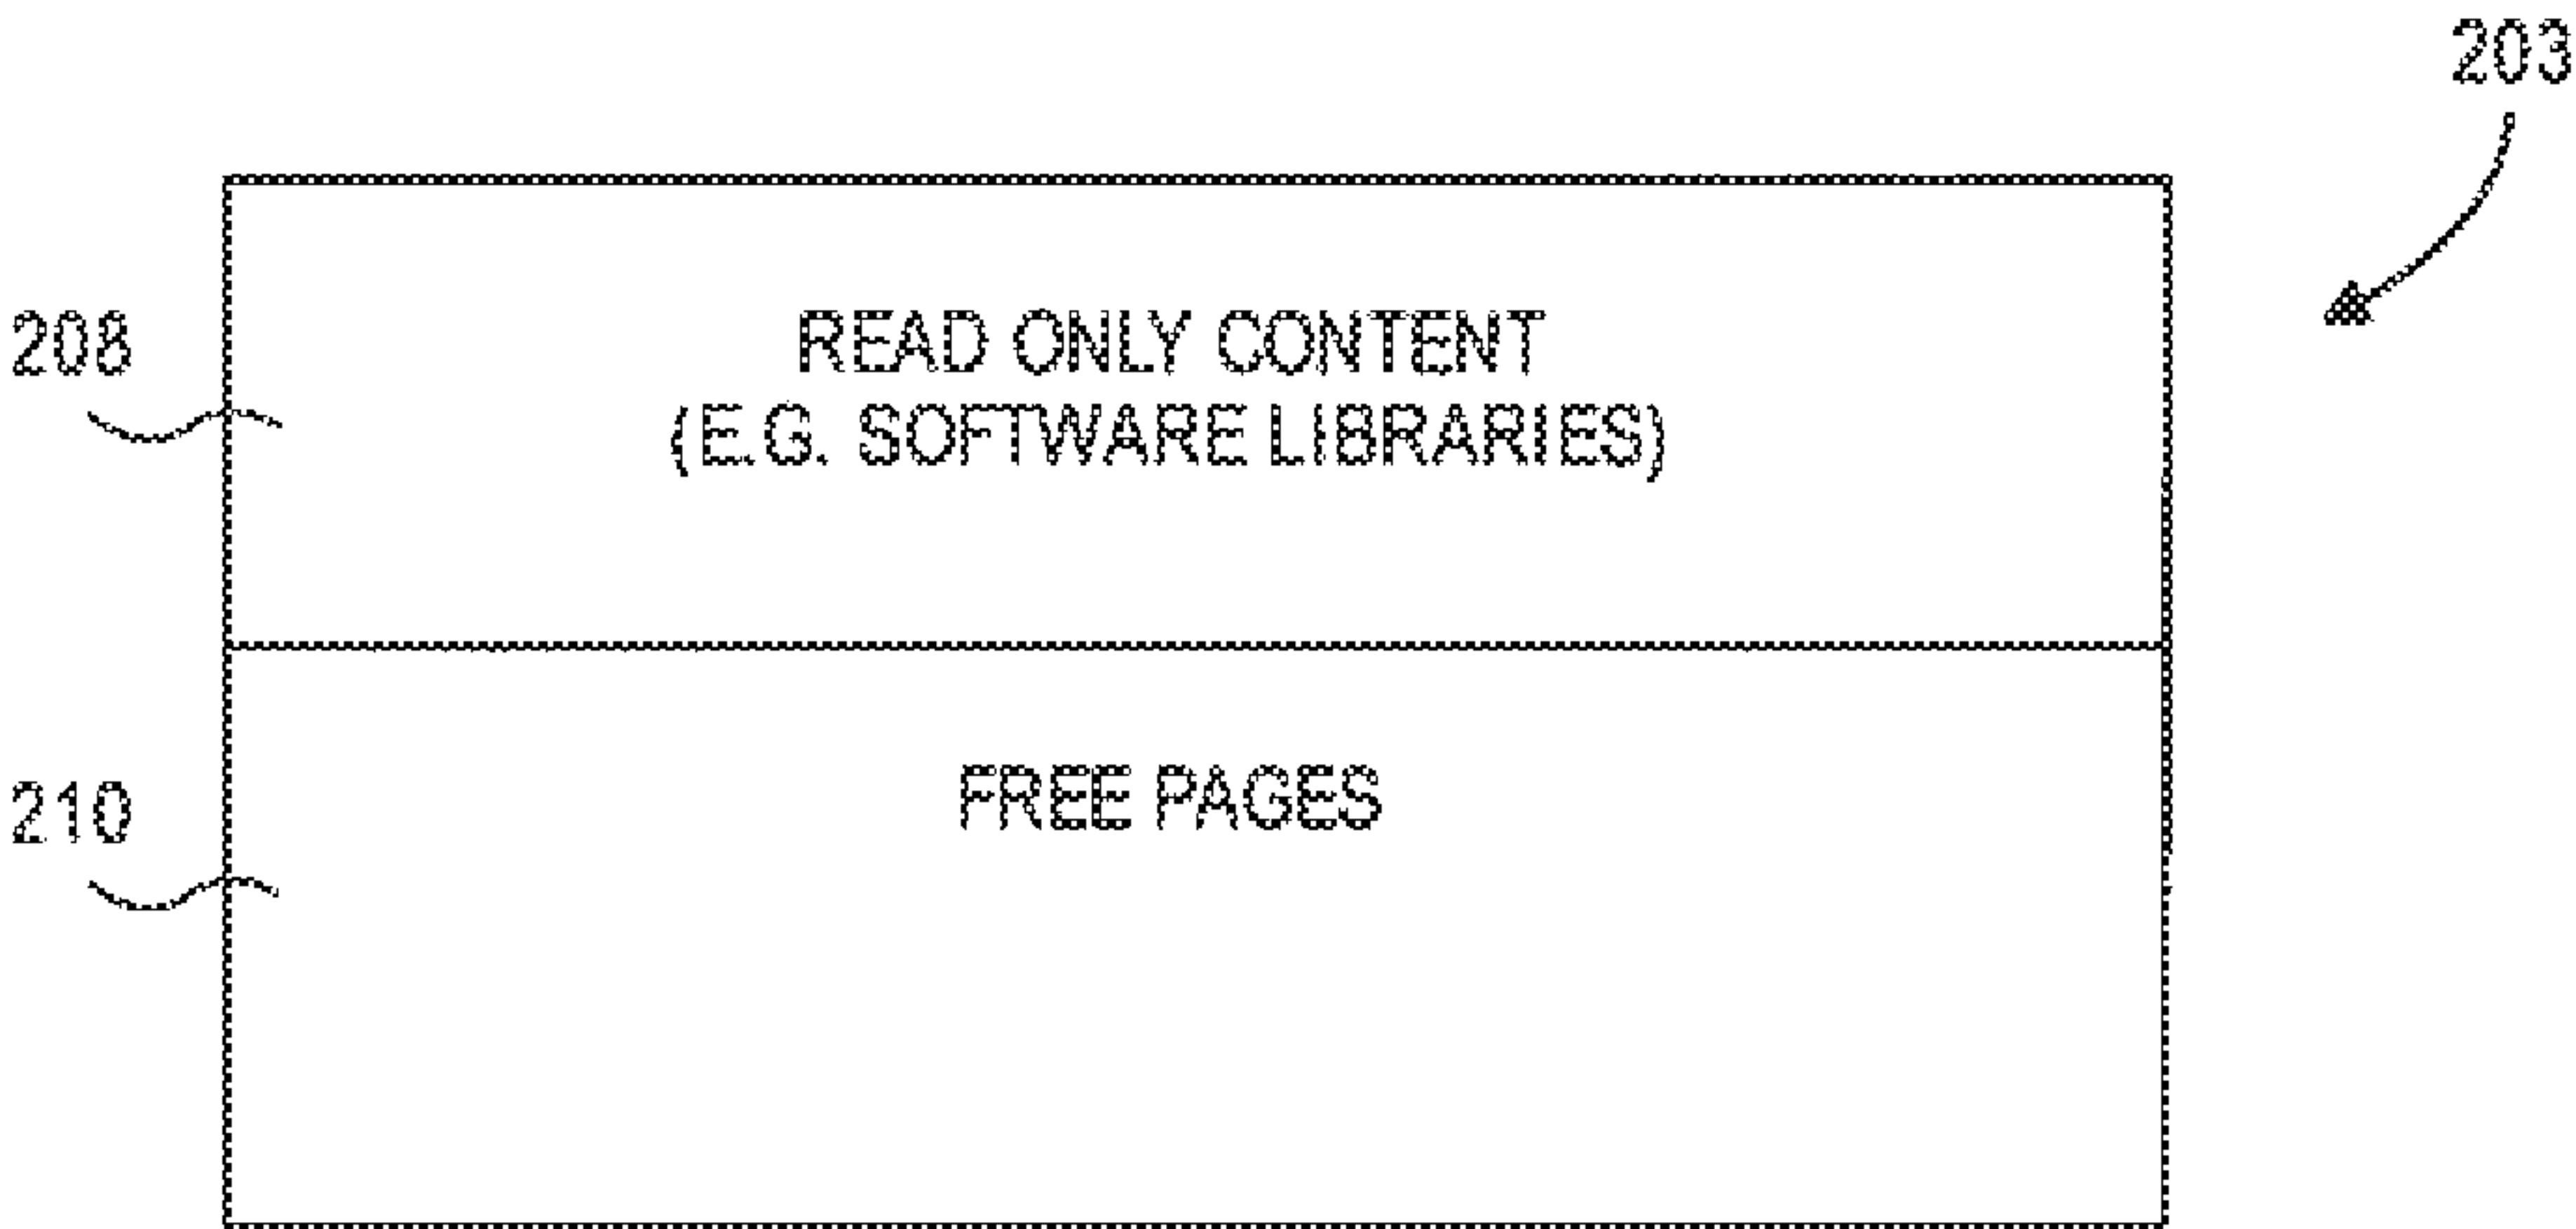 203
208
READ ONLY CONTENT
(E.G. SOFTWARE LIBRARIES)
210
FREE PAGES